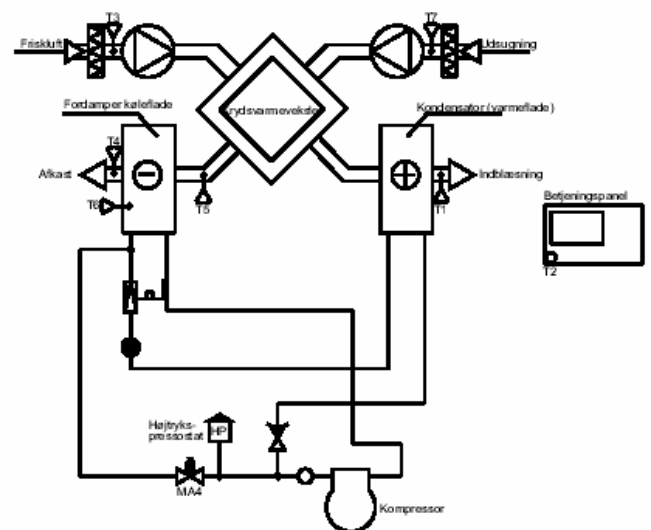 T3
T7
Friskluft
Udsugning
Fordamper køleflade
Krydsvarmeveksler
Kondensator (varmeflade)
T4
Afkast
T6
T5
T1
Indblæsning
Betjeningspanel
T2
Højtryks-
pressostat
HP
MA4
Kompressor